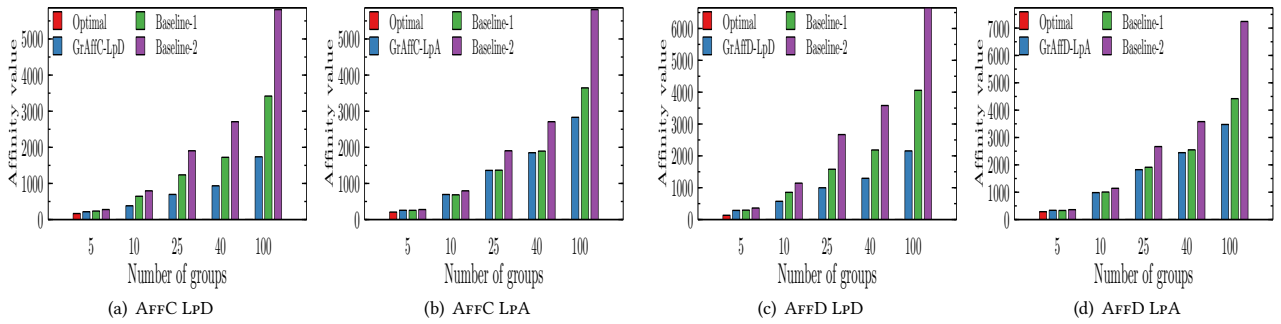 Affinity value
5000
4000
3000
2000
1000
0
Optimal
GrAffC-LpD
Baseline-1
Baseline-2
5 10 25 40 100
Number of groups
(a) AffC LpD
Affinity value
5000
4000
3000
2000
1000
0
Optimal
GrAffC-LpA
Baseline-1
Baseline-2
5 10 25 40 100
Number of groups
(b) AffC LpA
Affinity value
6000
5000
4000
3000
2000
1000
0
Optimal
GrAffD-LpD
Baseline-1
Baseline-2
5 10 25 40 100
Number of groups
(c) AffD LpD
Affinity value
7000
6000
5000
4000
3000
2000
1000
0
Optimal
GrAffD-LpA
Baseline-1
Baseline-2
5 10 25 40 100
Number of groups
(d) AffD LpA